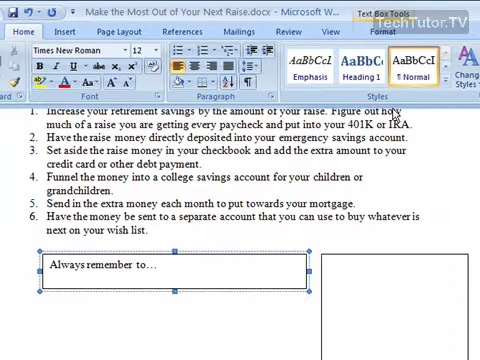 Make the Most Out of Your Next Raise.docx - Microsoft W...
Text Box Tools
TechTutor.TV
Home
Insert
Page Layout
References
Mailings
Review
View
Format
Times New Roman
12
AaBbCcI
AaBbCc
AaBbCcI
Emphasis
Heading 1
¶ Normal
Chang
Styles
Font
Paragraph
Styles
1. Increase your retirement savings by the amount of your raise. Figure out how
much of a raise you are getting every paycheck and put into your 401K or IRA.
2. Have the raise money directly deposited into your emergency savings account.
3. Set aside the raise money in your checkbook and add the extra amount to your
credit card or other debt payment.
4. Funnel the money into a college savings account for your children or
grandchildren.
5. Send in the extra money each month to put towards your mortgage.
6. Have the money be sent to a separate account that you can use to buy whatever is
next on your wish list.
Always remember to…